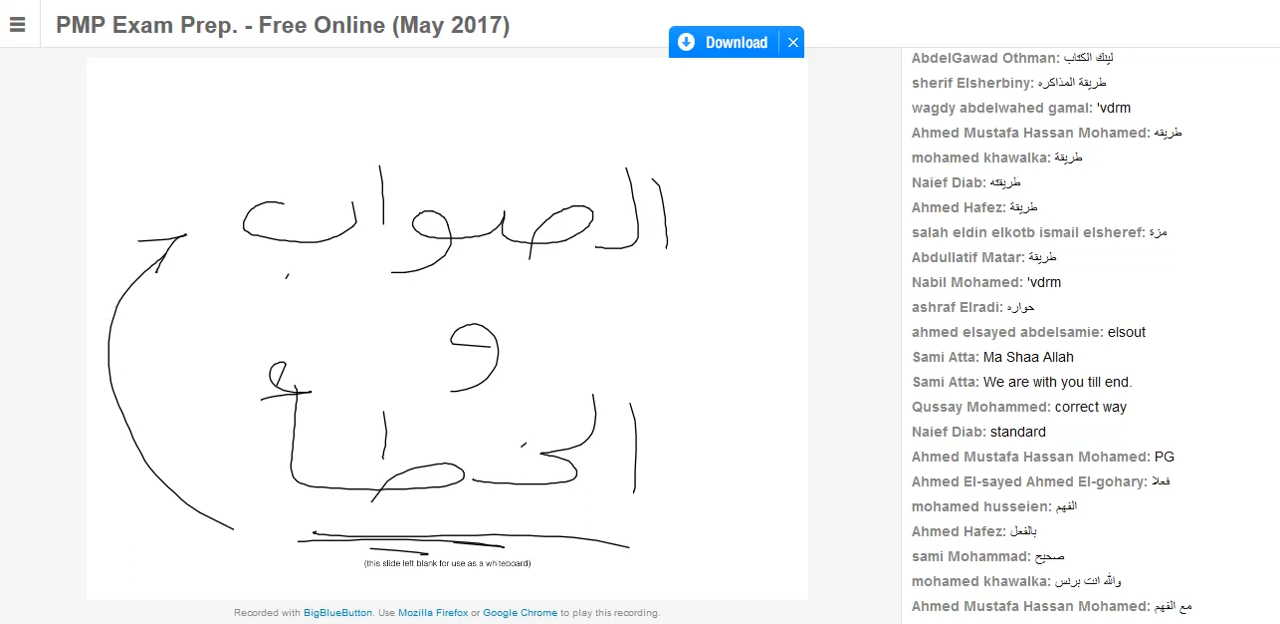 PMP Exam Prep. - Free Online (May 2017)
Download
الصواب
و
الخطأ
(this slide left blank for use as a whiteboard)
Recorded with BigBlueButton. Use Mozilla Firefox or Google Chrome to play this recording.
AbdelGawad Othman: لينك الكتاب
sherif Elsherbiny: طريقة المذاكره
wagdy abdelwahed gamal: 'vdrm
Ahmed Mustafa Hassan Mohamed: طريقه
mohamed khawalka: طريقة
Naief Diab: طريقته
Ahmed Hafez: طريقة
salah eldin elkotb ismail elsheref: مزة
Abdullatif Matar: طريقة
Nabil Mohamed: 'vdrm
ashraf Elradi: حواره
ahmed elsayed abdelsamie: elsout
Sami Atta: Ma Shaa Allah
Sami Atta: We are with you till end.
Qussay Mohammed: correct way
Naief Diab: standard
Ahmed Mustafa Hassan Mohamed: PG
Ahmed El-sayed Ahmed El-gohary: فعلا
mohamed husseien: الفهم
Ahmed Hafez: بالفعل
sami Mohammad: صحيح
mohamed khawalka: والله انت برنس
Ahmed Mustafa Hassan Mohamed: مع الفهم